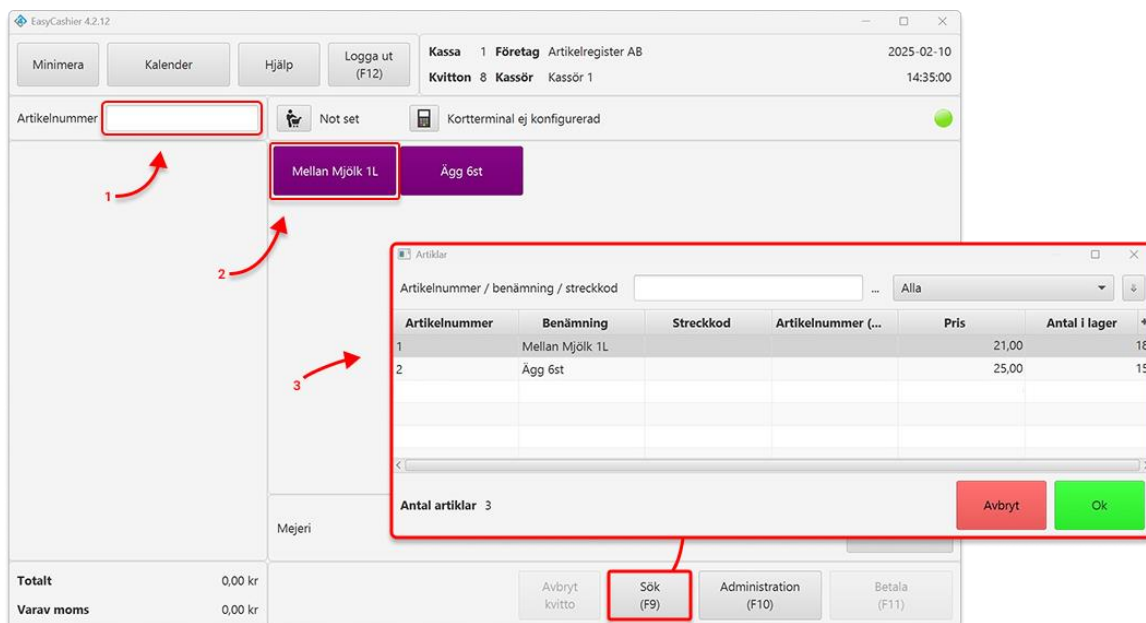 EasyCashier 4.2.12
Minimera
Kalender
Hjälp
Logga ut
(F12)
Kassa 1 Företag Artikelregister AB
2025-02-10
Kvitton 8 Kassör Kassör 1
14:35:00
Artikelnummer
Not set
Kortterminal ej konfigurerad
1
Mellan Mjölk 1L
Ägg 6st
2
Artiklar
Artikelnummer / benämning / streckkod
...
Alla
Artikelnummer Benämning Streckkod Artikelnummer (... Pris Antal i lager
1 Mellan Mjölk 1L 21,00 18
2 Ägg 6st 25,00 15
3
Antal artiklar 3
Avbryt
Ok
Mejeri
Totalt 0,00 kr
Varav moms 0,00 kr
Avbryt
kvitto
Sök
(F9)
Administration
(F10)
Betala
(F11)